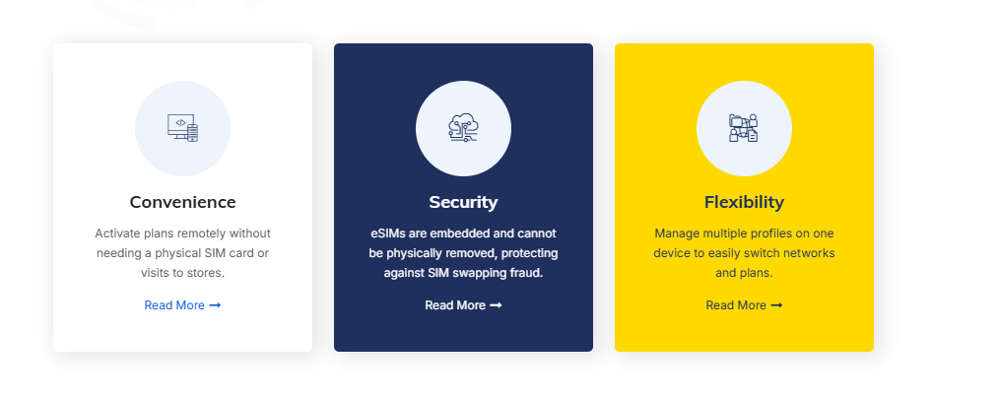 Convenience
Activate plans remotely without
needing a physical SIM card or
visits to stores.
Read More →
Security
eSIMs are embedded and cannot
be physically removed, protecting
against SIM swapping fraud.
Read More →
Flexibility
Manage multiple profiles on one
device to easily switch networks
and plans.
Read More →